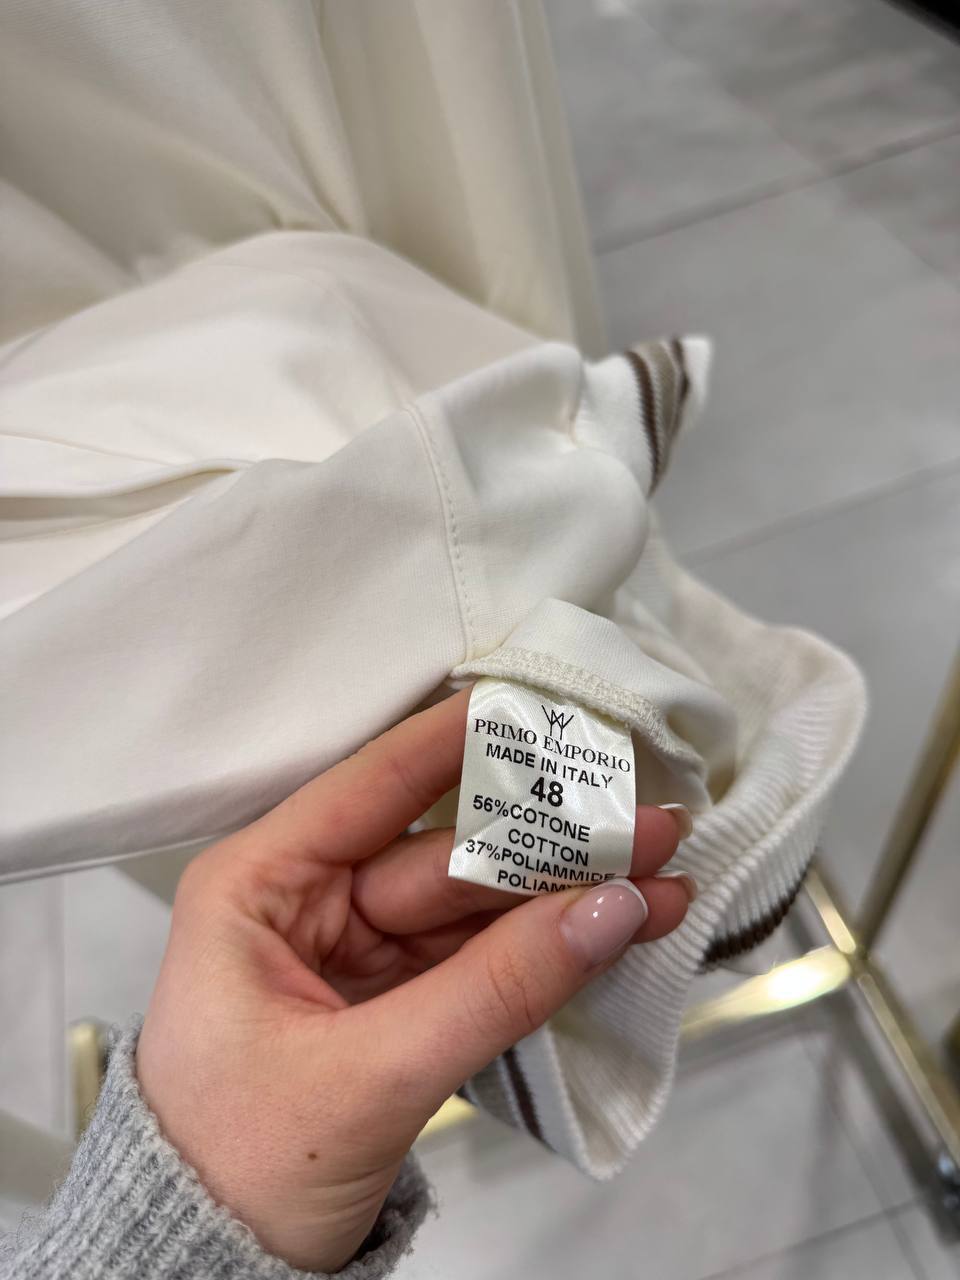 PRIMO EMPORIO
MADE IN ITALY
48
56%COTONE
COTTON
37%POLIAMMIDE